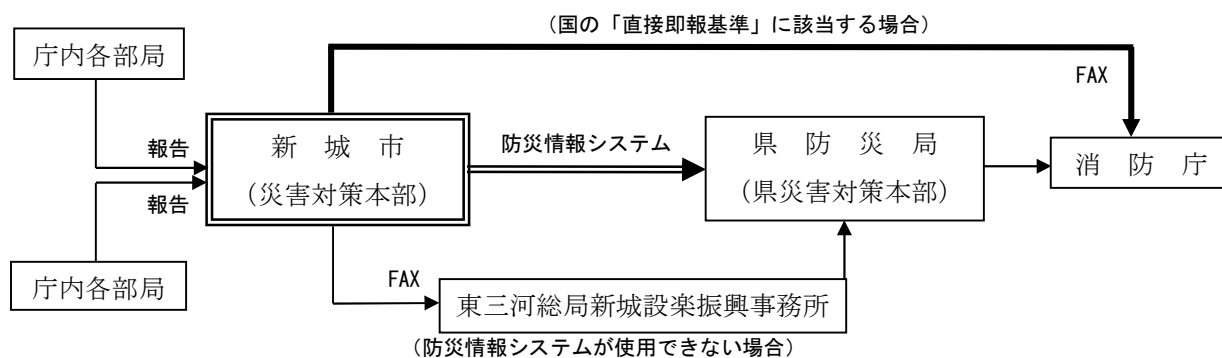 (国の「直接即報基準」に該当する場合)
庁内各部局
FAX
報告
新城市
(災害対策本部)
防災情報システム
県防災局
(県災害対策本部)
消防庁
報告
庁内各部局
FAX
東三河総局新城設楽振興事務所
(防災情報システムが使用できない場合)